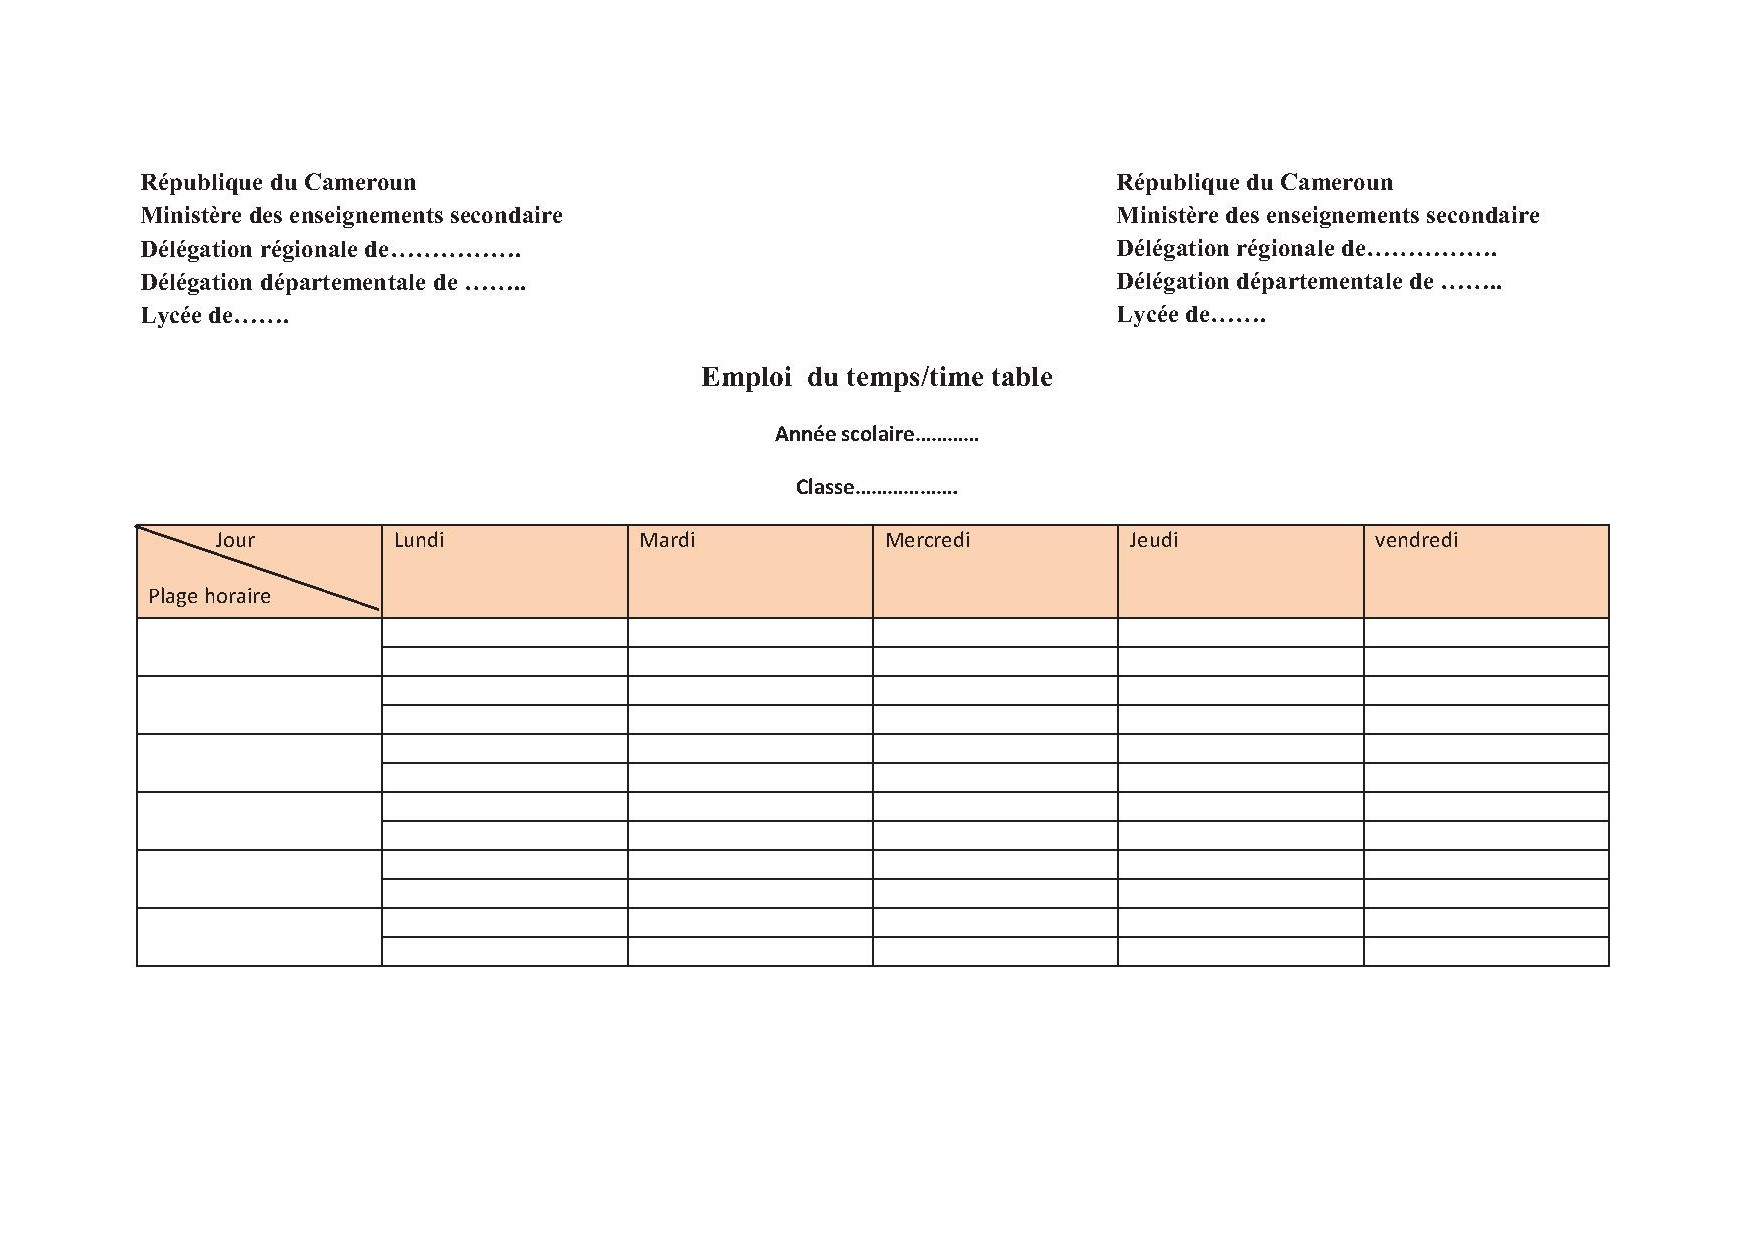 République du Cameroun
Ministère des enseignements secondaire
Délégation régionale de…………….
Délégation départementale de ……..
Lycée de…….
République du Cameroun
Ministère des enseignements secondaire
Délégation régionale de…………….
Délégation départementale de ……..
Lycée de…….
Emploi  du temps/time table
Année scolaire…………
Classe……………….
Jour
Plage horaire
Lundi
Mardi
Mercredi
Jeudi
vendredi